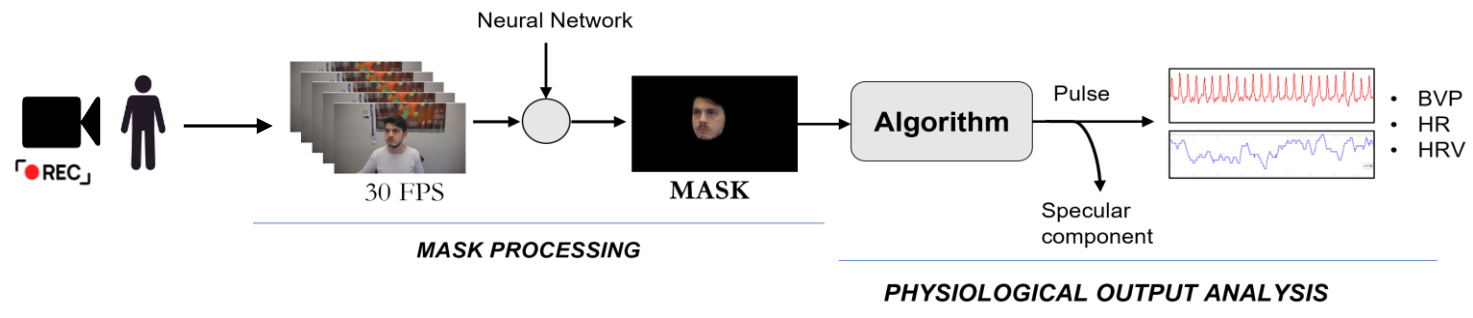 Neural Network
REC
30 FPS
MASK
Algorithm
Pulse
• BVP
• HR
• HRV
Specular
component
MASK PROCESSING
PHYSIOLOGICAL OUTPUT ANALYSIS